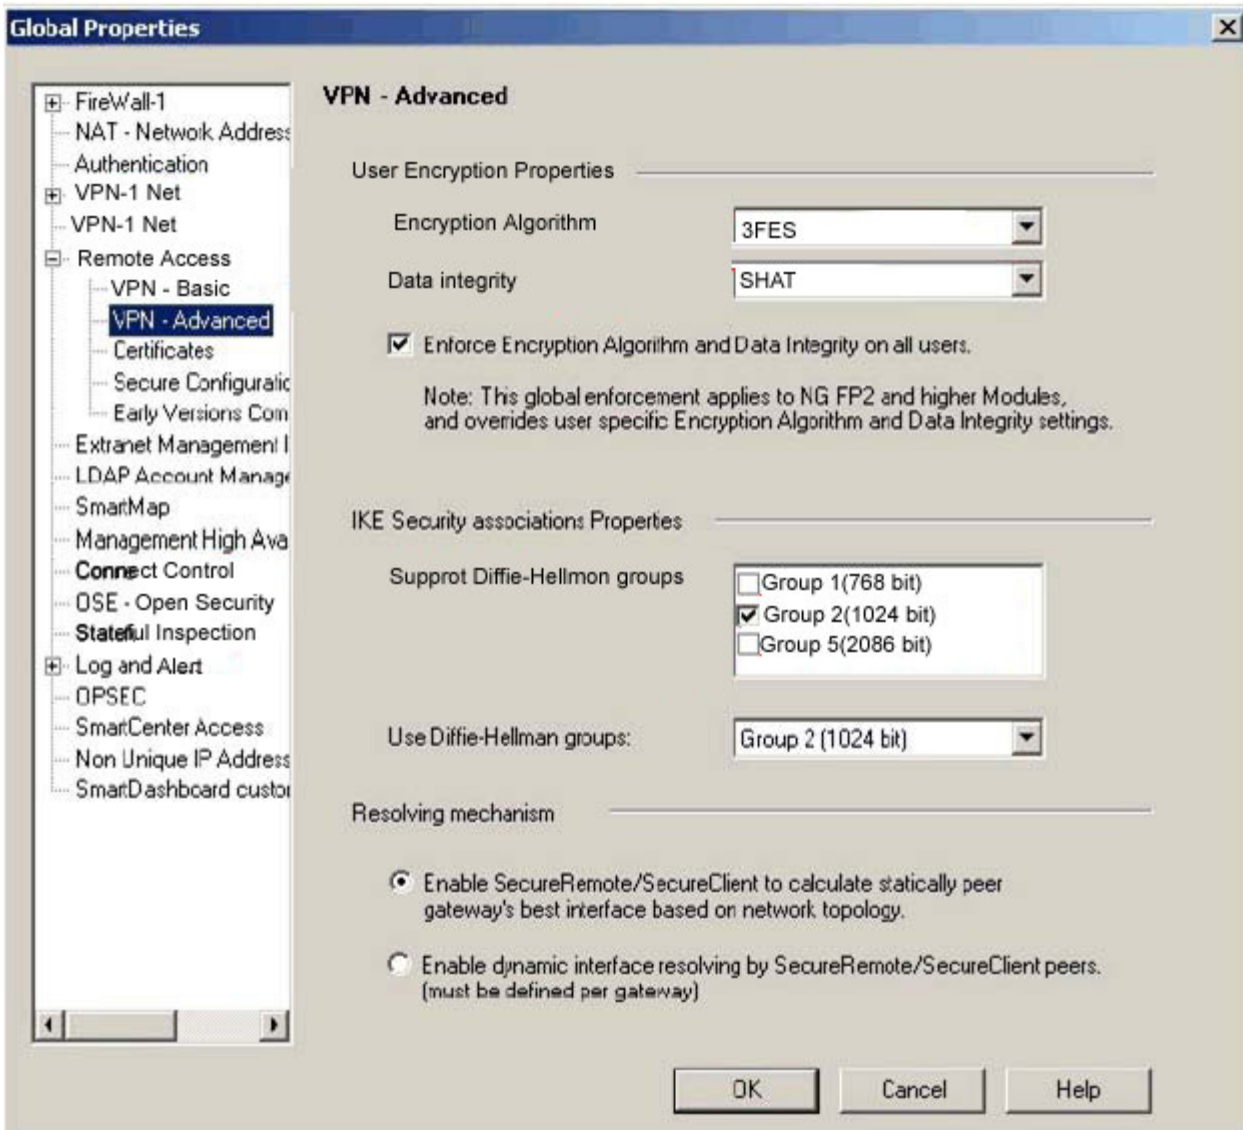 Global Properties
FireWall-1
NAT - Network Address
Authentication
VPN-1 Net
VPN-1 Net
Remote Access
VPN - Basic
VPN - Advanced
Certificates
Secure Configuratio
Early Versions Com
Extranet Management I
LDAP Account Manage
SmartMap
Management High Ava
Connect Control
OSE - Open Security
Stateful Inspection
Log and Alert
OPSEC
SmartCenter Access
Non Unique IP Address
SmartDashboard custor
VPN - Advanced
User Encryption Properties
Encryption Algorithm
3FES
Data integrity
SHAT
Enforce Encryption Algorithm and Data Integrity on all users.
Note: This global enforcement applies to NG FP2 and higher Modules,
and overrides user specific Encryption Algorithm and Data Integrity settings.
IKE Security associations Properties
Supprot Diffie-Hellmon groups
Group 1(768 bit)
Group 2(1024 bit)
Group 5(2086 bit)
Use Diffie-Hellman groups:
Group 2 (1024 bit)
Resolving mechanism
Enable SecureRemote/SecureClient to calculate statically peer
gateway's best interface based on network topology.
Enable dynamic interface resolving by SecureRemote/SecureClient peers.
(must be defined per gateway)
OK
Cancel
Help